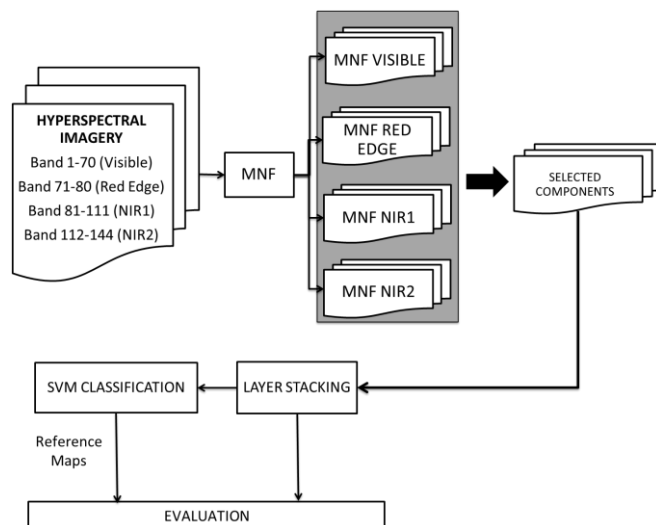 HYPERSPECTRAL
IMAGERY
Band 1-70 (Visible)
Band 71-80 (Red Edge)
Band 81-111 (NIR1)
Band 112-144 (NIR2)
MNF
MNF VISIBLE
MNF RED
EDGE
MNF NIR1
MNF NIR2
SELECTED
COMPONENTS
SVM CLASSIFICATION
LAYER STACKING
Reference
Maps
EVALUATION